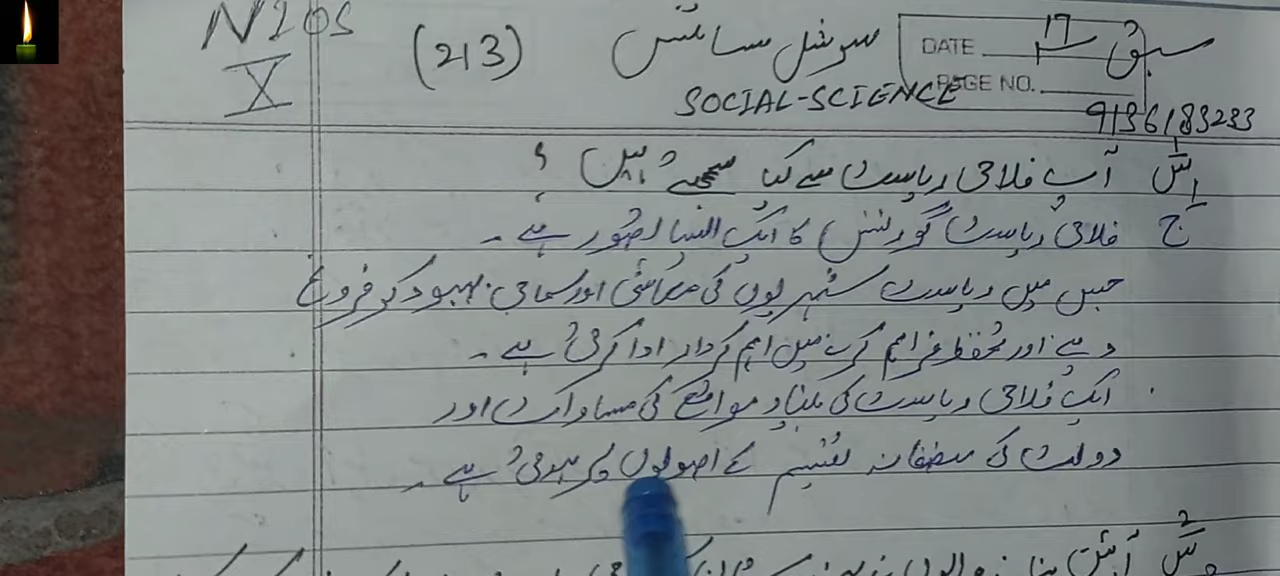 NIOS
X
(213)
سوشل سائنس
SOCIAL-SCIENCE
DATE 17 سبق
PAGE NO.
9136183233
س1 آپ فلاحی ریاست سے کیا سمجھتے ہیں ؟
ج فلاحی ریاست گورننس کا ایک ایسا تصور ہے ۔
جس میں ریاست شہریوں کی معاشی اور سماجی بہبود کو فروغ
دینے اور تحفظ فراہم کرنے میں اہم کردار ادا کرتی ہے ۔
ایک فلاحی ریاست کی بنیاد مواقع کی مساوات اور
دولت کی منصفانہ تقسیم کے اصولوں پر ہوتی ہے ۔
س2